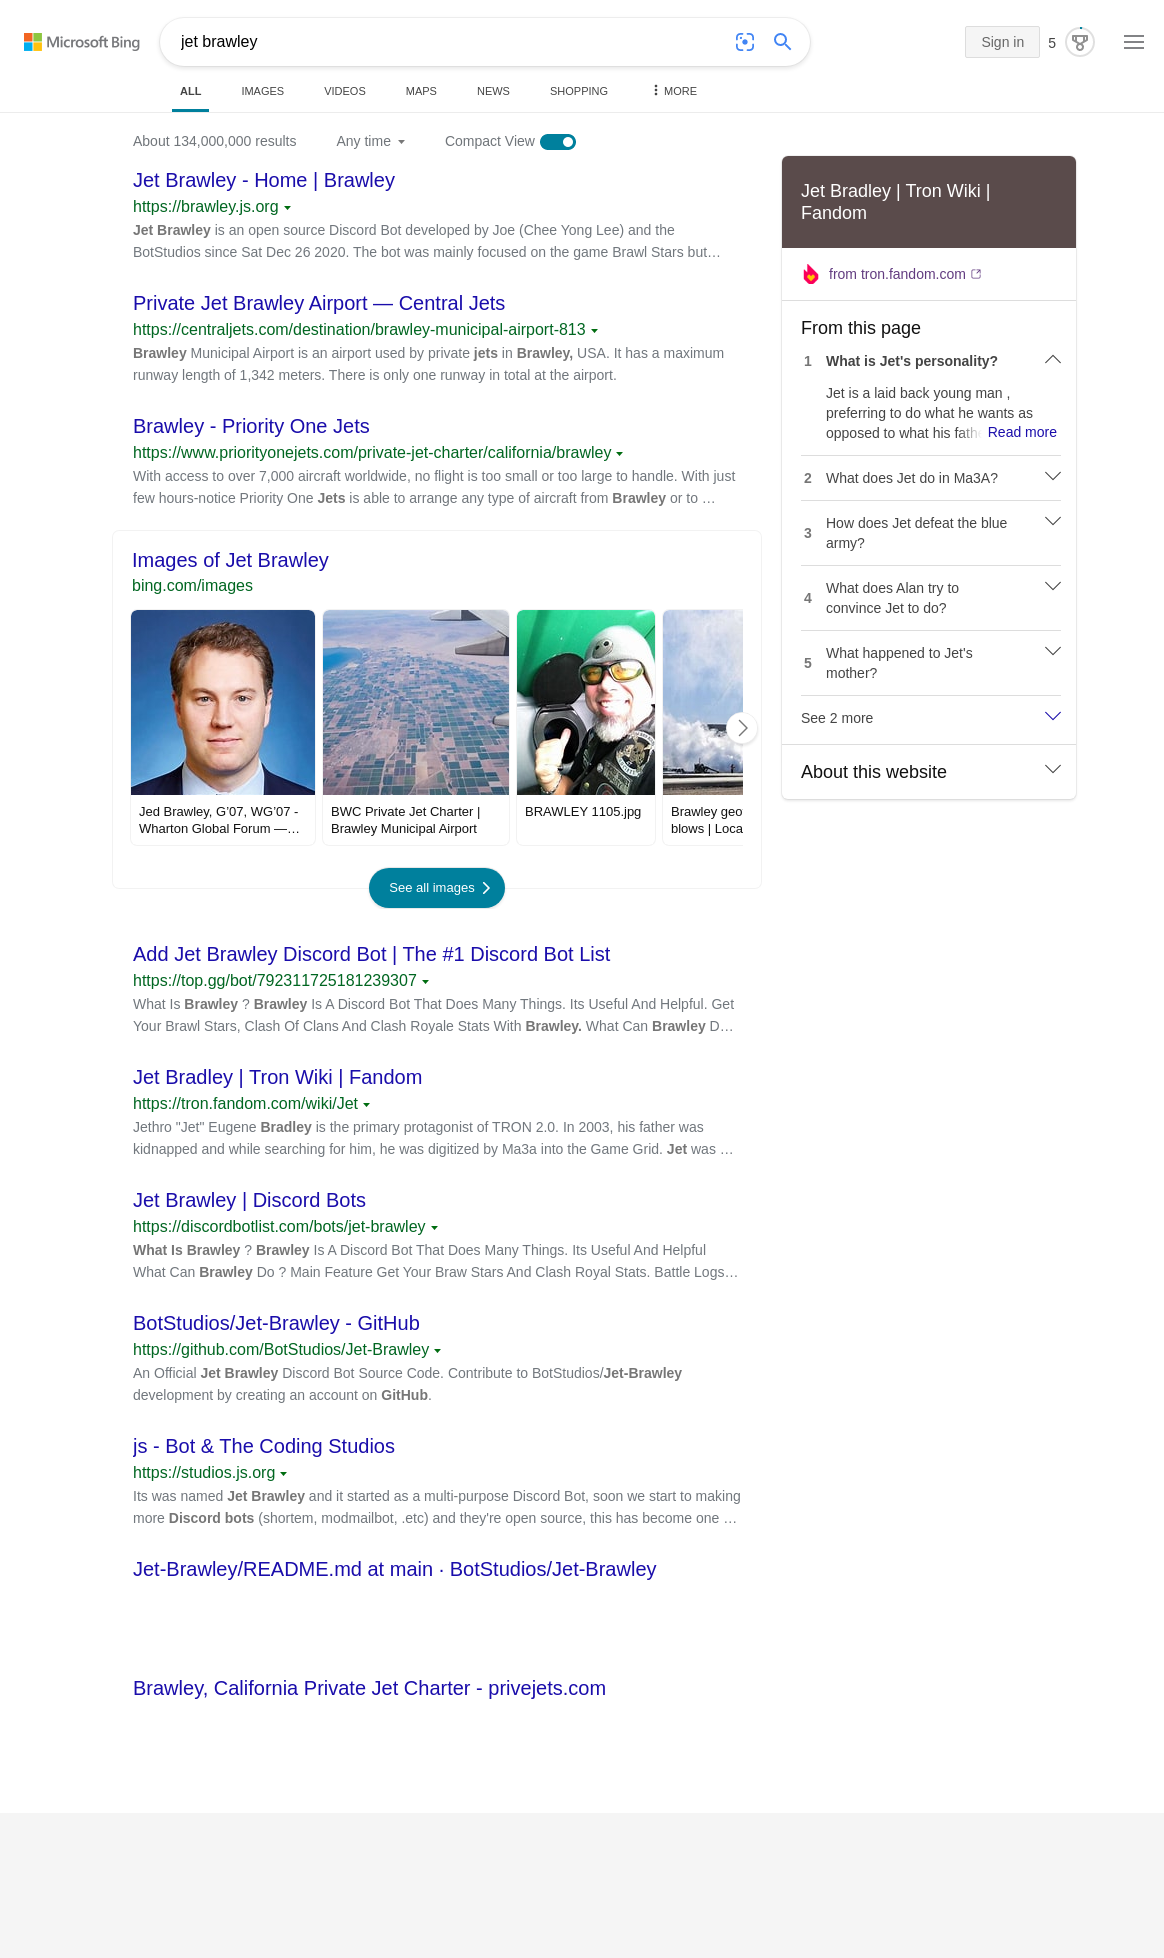 Microsoft Bing
jet brawley
Sign in
5
ALL
IMAGES
VIDEOS
MAPS
NEWS
SHOPPING
MORE
About 134,000,000 results
Any time
Compact View
Jet Brawley - Home | Brawley
https://brawley.js.org
Jet Brawley is an open source Discord Bot developed by Joe (Chee Yong Lee) and the
BotStudios since Sat Dec 26 2020. The bot was mainly focused on the game Brawl Stars but…
Private Jet Brawley Airport — Central Jets
https://centraljets.com/destination/brawley-municipal-airport-813
Brawley Municipal Airport is an airport used by private jets in Brawley, USA. It has a maximum
runway length of 1,342 meters. There is only one runway in total at the airport.
Brawley - Priority One Jets
https://www.priorityonejets.com/private-jet-charter/california/brawley
With access to over 7,000 aircraft worldwide, no flight is too small or too large to handle. With just
few hours-notice Priority One Jets is able to arrange any type of aircraft from Brawley or to …
Images of Jet Brawley
bing.com/images
Jed Brawley, G’07, WG’07 -
Wharton Global Forum —…
BWC Private Jet Charter |
Brawley Municipal Airport
BRAWLEY 1105.jpg
Brawley geo
blows | Loca
See all images
Add Jet Brawley Discord Bot | The #1 Discord Bot List
https://top.gg/bot/792311725181239307
What Is Brawley ? Brawley Is A Discord Bot That Does Many Things. Its Useful And Helpful. Get
Your Brawl Stars, Clash Of Clans And Clash Royale Stats With Brawley. What Can Brawley D…
Jet Bradley | Tron Wiki | Fandom
https://tron.fandom.com/wiki/Jet
Jethro "Jet" Eugene Bradley is the primary protagonist of TRON 2.0. In 2003, his father was
kidnapped and while searching for him, he was digitized by Ma3a into the Game Grid. Jet was …
Jet Brawley | Discord Bots
https://discordbotlist.com/bots/jet-brawley
What Is Brawley ? Brawley Is A Discord Bot That Does Many Things. Its Useful And Helpful
What Can Brawley Do ? Main Feature Get Your Braw Stars And Clash Royal Stats. Battle Logs…
BotStudios/Jet-Brawley - GitHub
https://github.com/BotStudios/Jet-Brawley
An Official Jet Brawley Discord Bot Source Code. Contribute to BotStudios/Jet-Brawley
development by creating an account on GitHub.
js - Bot & The Coding Studios
https://studios.js.org
Its was named Jet Brawley and it started as a multi-purpose Discord Bot, soon we start to making
more Discord bots (shortem, modmailbot, .etc) and they're open source, this has become one …
Jet-Brawley/README.md at main · BotStudios/Jet-Brawley
Brawley, California Private Jet Charter - privejets.com
Jet Bradley | Tron Wiki |
Fandom
from tron.fandom.com
From this page
1 What is Jet's personality?
Jet is a laid back young man ,
preferring to do what he wants as
opposed to what his fathe Read more
2 What does Jet do in Ma3A?
3 How does Jet defeat the blue
army?
4 What does Alan try to
convince Jet to do?
5 What happened to Jet's
mother?
See 2 more
About this website